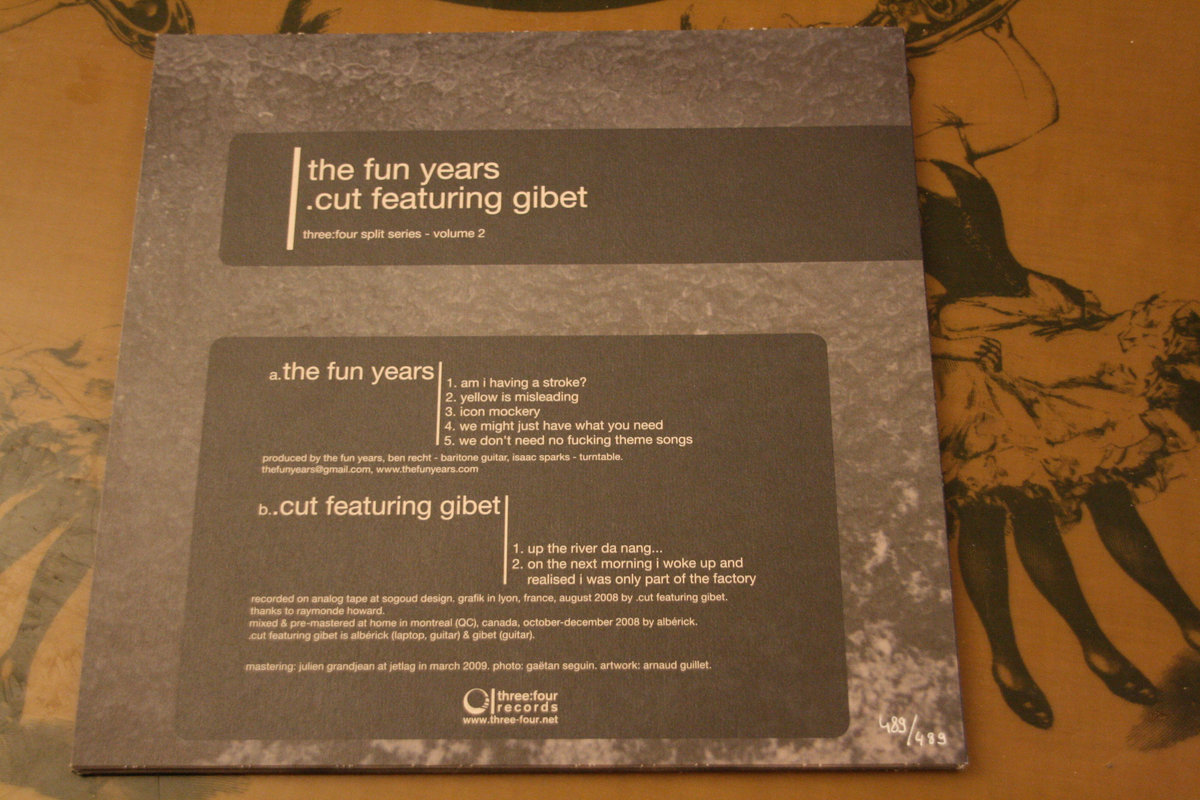 the fun years
.cut featuring gibet
three:four split series - volume 2
a.the fun years
1. am i having a stroke?
2. yellow is misleading
3. icon mockery
4. we might just have what you need
5. we don't need no fucking theme songs
produced by the fun years, ben recht - baritone guitar, isaac sparks - turntable.
thefunyears@gmail.com, www.thefunyears.com
b..cut featuring gibet
1. up the river da nang...
2. on the next morning i woke up and
realised i was only part of the factory
recorded on analog tape at sogoud design. grafik in lyon, france, august 2008 by .cut featuring gibet.
thanks to raymonde howard.
mixed & pre-mastered at home in montreal (QC), canada, october-december 2008 by albérick.
.cut featuring gibet is albérick (laptop, guitar) & gibet (guitar).
mastering: julien grandjean at jetlag in march 2009. photo: gaëtan seguin. artwork: arnaud guillet.
three:four
records
www.three-four.net
489/489